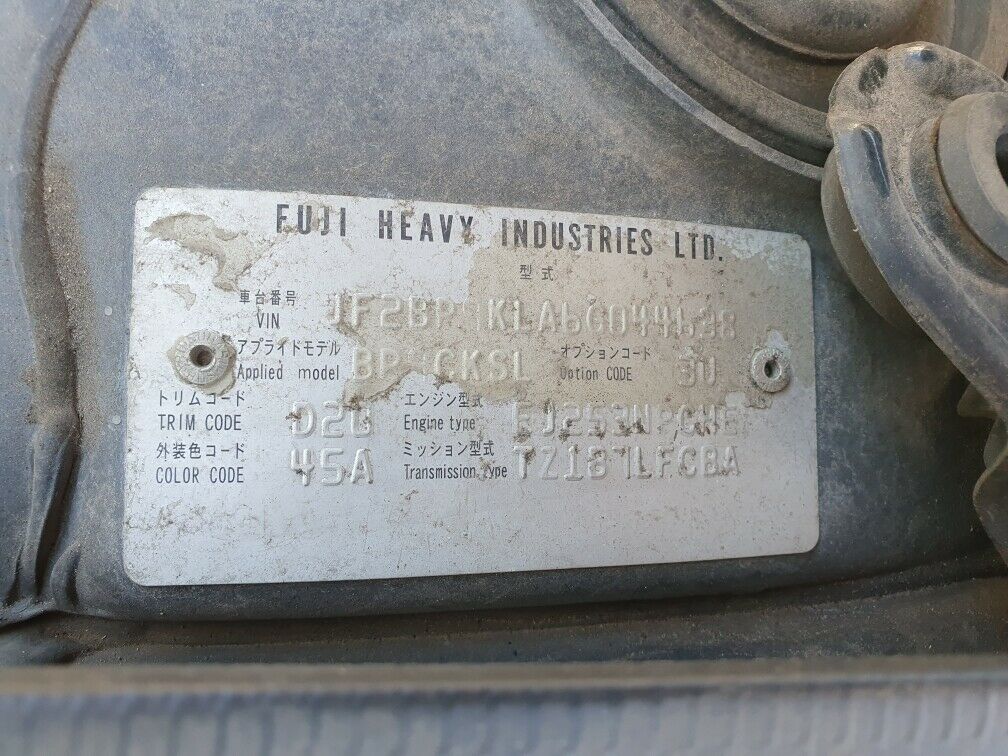 FUJI HEAVY INDUSTRIES LTD.
型式
車台番号
VIN
アプライドモデル
Applied model
オプションコード
Option CODE
トリムコード
TRIM CODE D20
エンジン型式
Engine type
外装色コード
COLOR CODE 45A
ミッション型式
Transmission type TZ1B7LFCBA